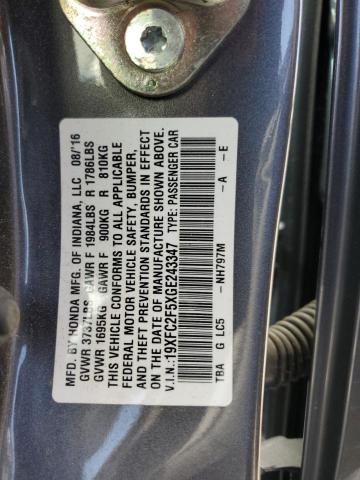 MFD. BY HONDA MFG. OF INDIANA, LLC 08/'16
GVWR 3737LBS GAWR F 1984LBS R 1786LBS
GVWR 1695KG GAWR F 900KG R 810KG
THIS VEHICLE CONFORMS TO ALL APPLICABLE
FEDERAL MOTOR VEHICLE SAFETY, BUMPER,
AND THEFT PREVENTION STANDARDS IN EFFECT
ON THE DATE OF MANUFACTURE SHOWN ABOVE.
V.I.N.:19XFC2F5XGE243347 TYPE: PASSENGER CAR
TBA G LC5 -NH797M -A -E